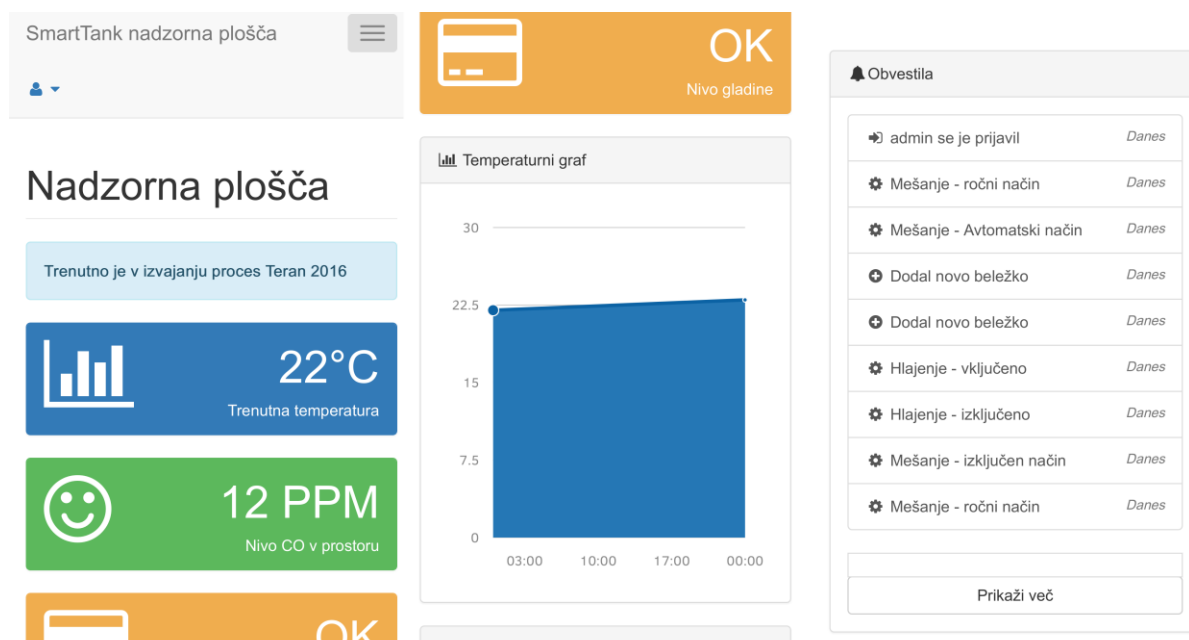 SmartTank nadzorna plošča
Nadzorna plošča
Trenutno je v izvajanju proces Teran 2016
22°C
Trenutna temperatura
12 PPM
Nivo CO v prostoru
OK
OK
Nivo gladine
Temperaturni graf
30
22.5
15
7.5
0
03:00 10:00 17:00 00:00
Obvestila
admin se je prijavil Danes
Mešanje - ročni način Danes
Mešanje - Avtomatski način Danes
Dodal novo beležko Danes
Dodal novo beležko Danes
Hlajenje - vključeno Danes
Hlajenje - izključeno Danes
Mešanje - izključen način Danes
Mešanje - ročni način Danes
Prikaži več